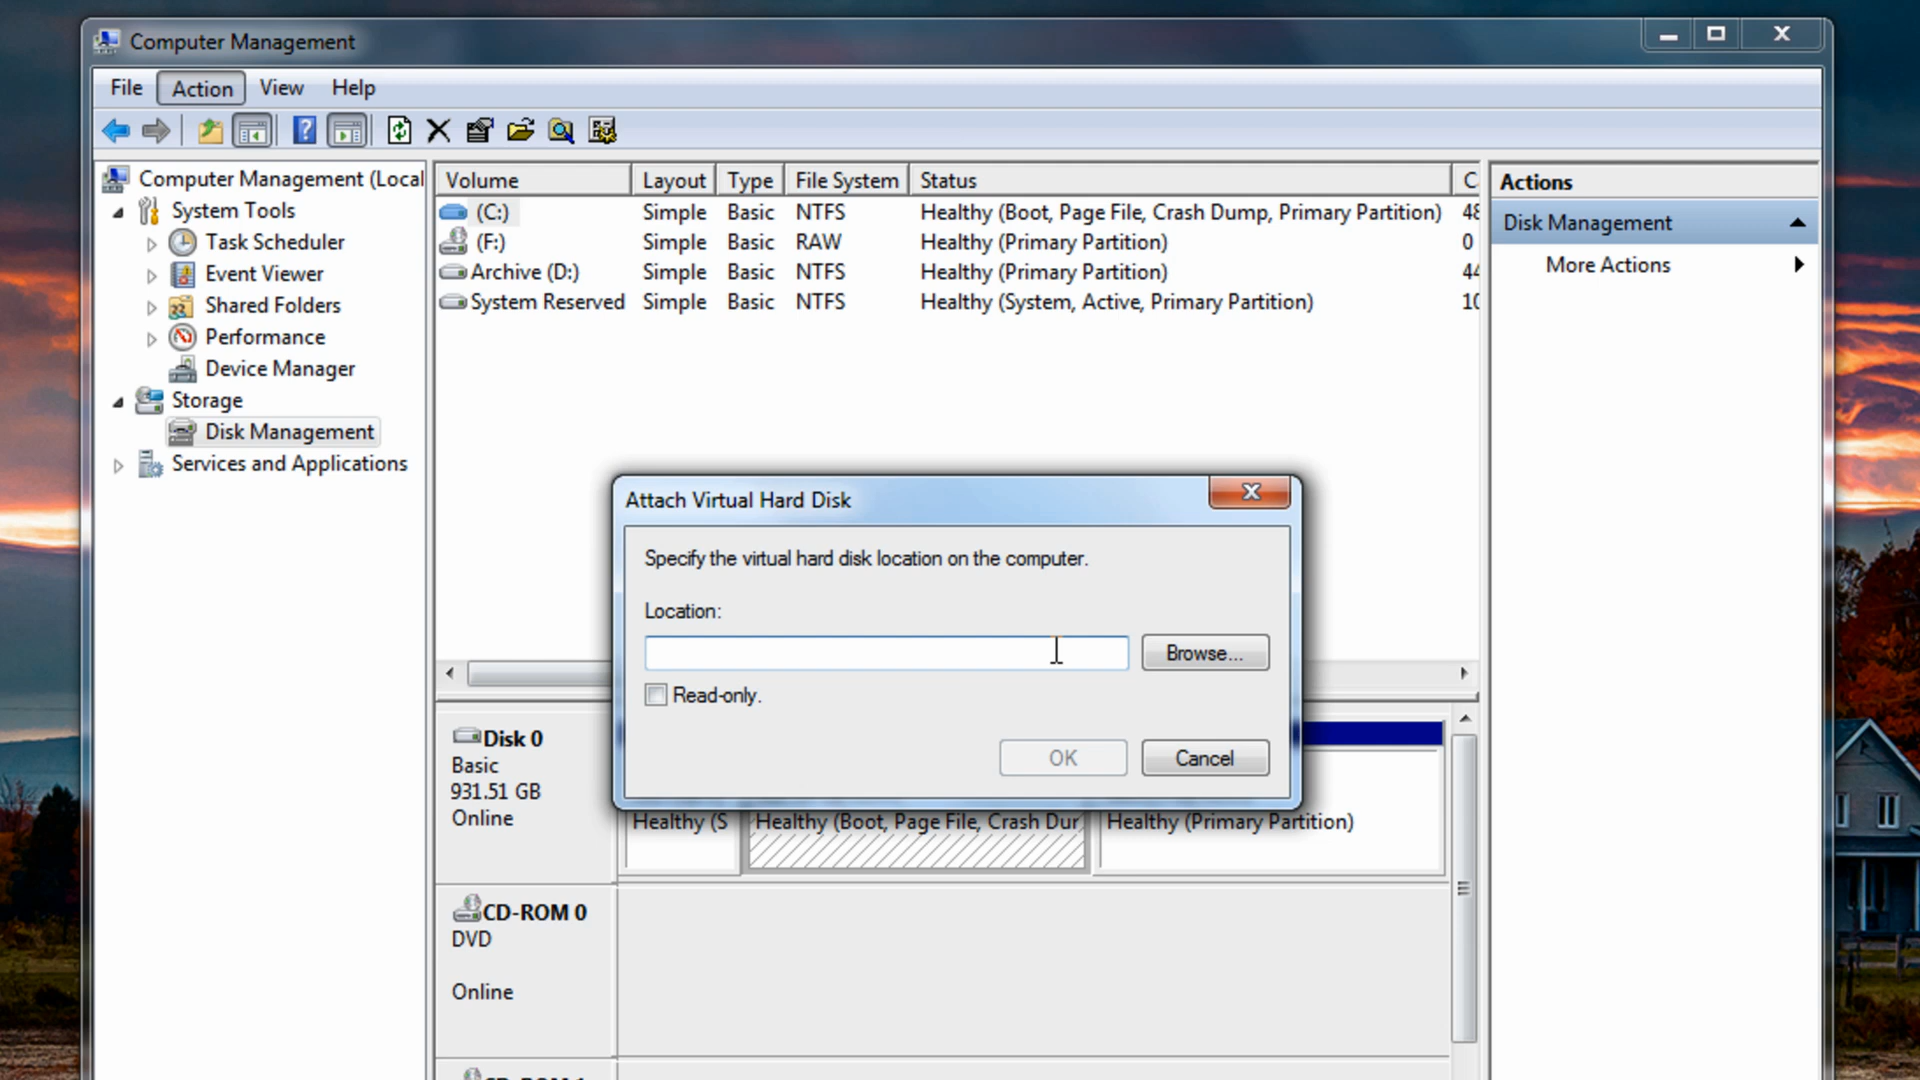 Computer Management
File Action View Help
Computer Management (Local
System Tools
Task Scheduler
Event Viewer
Shared Folders
Performance
Device Manager
Storage
Disk Management
Services and Applications
Volume Layout Type File System Status C
(C:) Simple Basic NTFS Healthy (Boot, Page File, Crash Dump, Primary Partition) 48
(F:) Simple Basic RAW Healthy (Primary Partition) 0
Archive (D:) Simple Basic NTFS Healthy (Primary Partition) 44
System Reserved Simple Basic NTFS Healthy (System, Active, Primary Partition) 10
Actions
Disk Management
More Actions
Attach Virtual Hard Disk
Specify the virtual hard disk location on the computer.
Location:
Browse...
Read-only.
OK Cancel
Disk 0
Basic
931.51 GB
Online
Healthy (S Healthy (Boot, Page File, Crash Dur Healthy (Primary Partition)
CD-ROM 0
DVD
Online